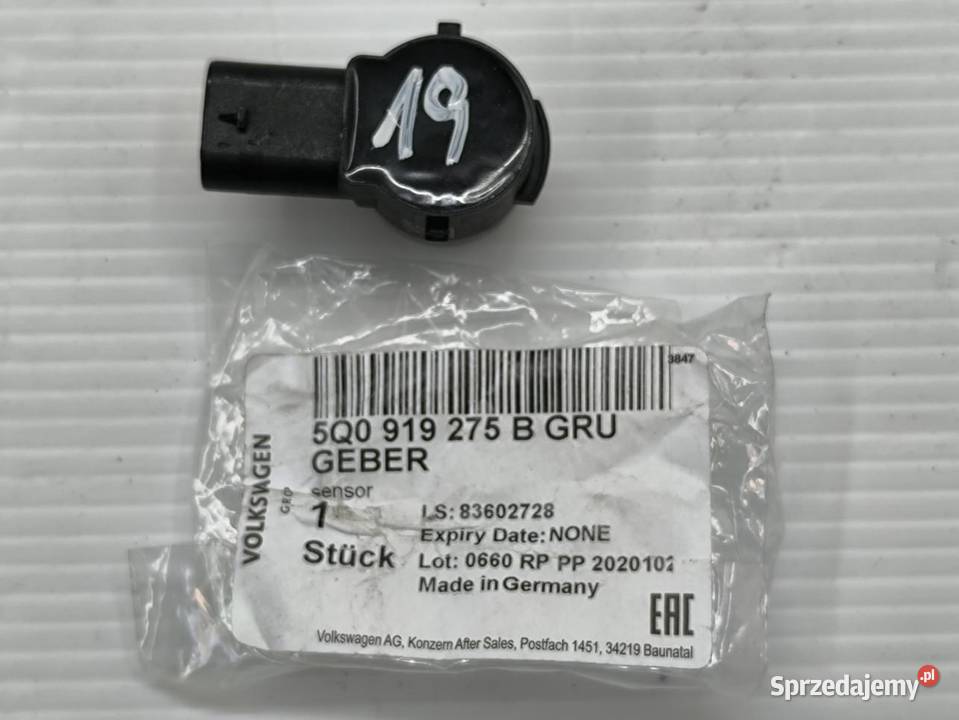 19
3847
5Q0 919 275 B GRU
GEBER
sensor
1
Stück
LS: 83602728
Expiry Date: NONE
Lot: 0660 RP PP 2020102
Made in Germany
VOLKSWAGEN
GROUP
EAC
Volkswagen AG, Konzern After Sales, Postfach 1451, 34219 Baunatal
Sprzedajemy.pl